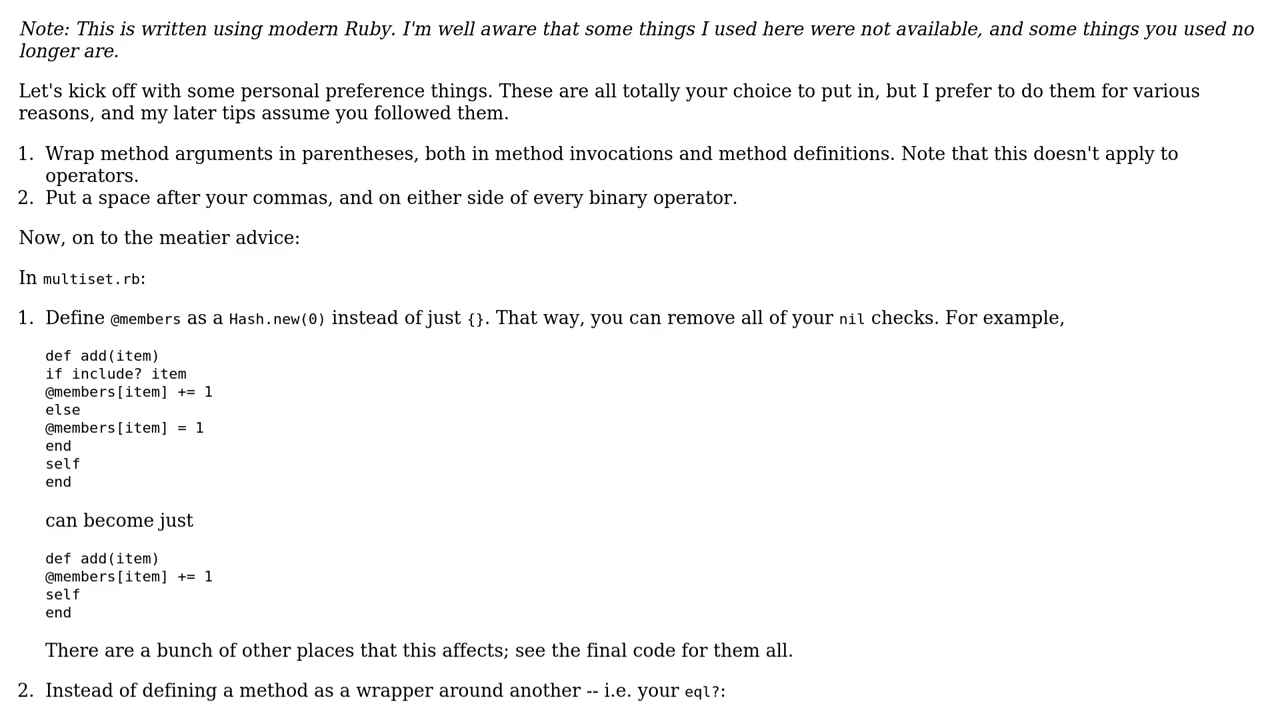 Note: This is written using modern Ruby. I'm well aware that some things I used here were not available, and some things you used no
longer are.
Let's kick off with some personal preference things. These are all totally your choice to put in, but I prefer to do them for various
reasons, and my later tips assume you followed them.
1. Wrap method arguments in parentheses, both in method invocations and method definitions. Note that this doesn't apply to
operators.
2. Put a space after your commas, and on either side of every binary operator.
Now, on to the meatier advice:
In multiset.rb:
1. Define @members as a Hash.new(0) instead of just {}. That way, you can remove all of your nil checks. For example,
def add(item)
if include? item
@members[item] += 1
else
@members[item] = 1
end
self
end
can become just
def add(item)
@members[item] += 1
self
end
There are a bunch of other places that this affects; see the final code for them all.
2. Instead of defining a method as a wrapper around another -- i.e. your eql?: